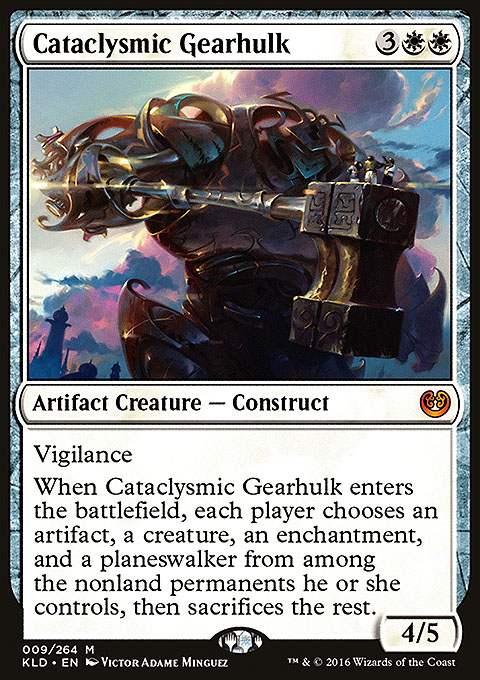 Cataclysmic Gearhulk 3
Artifact Creature — Construct
Vigilance
When Cataclysmic Gearhulk enters
the battlefield, each player chooses an
artifact, a creature, an enchantment,
and a planeswalker from among
the nonland permanents he or she
controls, then sacrifices the rest.
4/5
009/264 M
KLD • EN Victor Adame Minguez
™ & © 2016 Wizards of the Coast